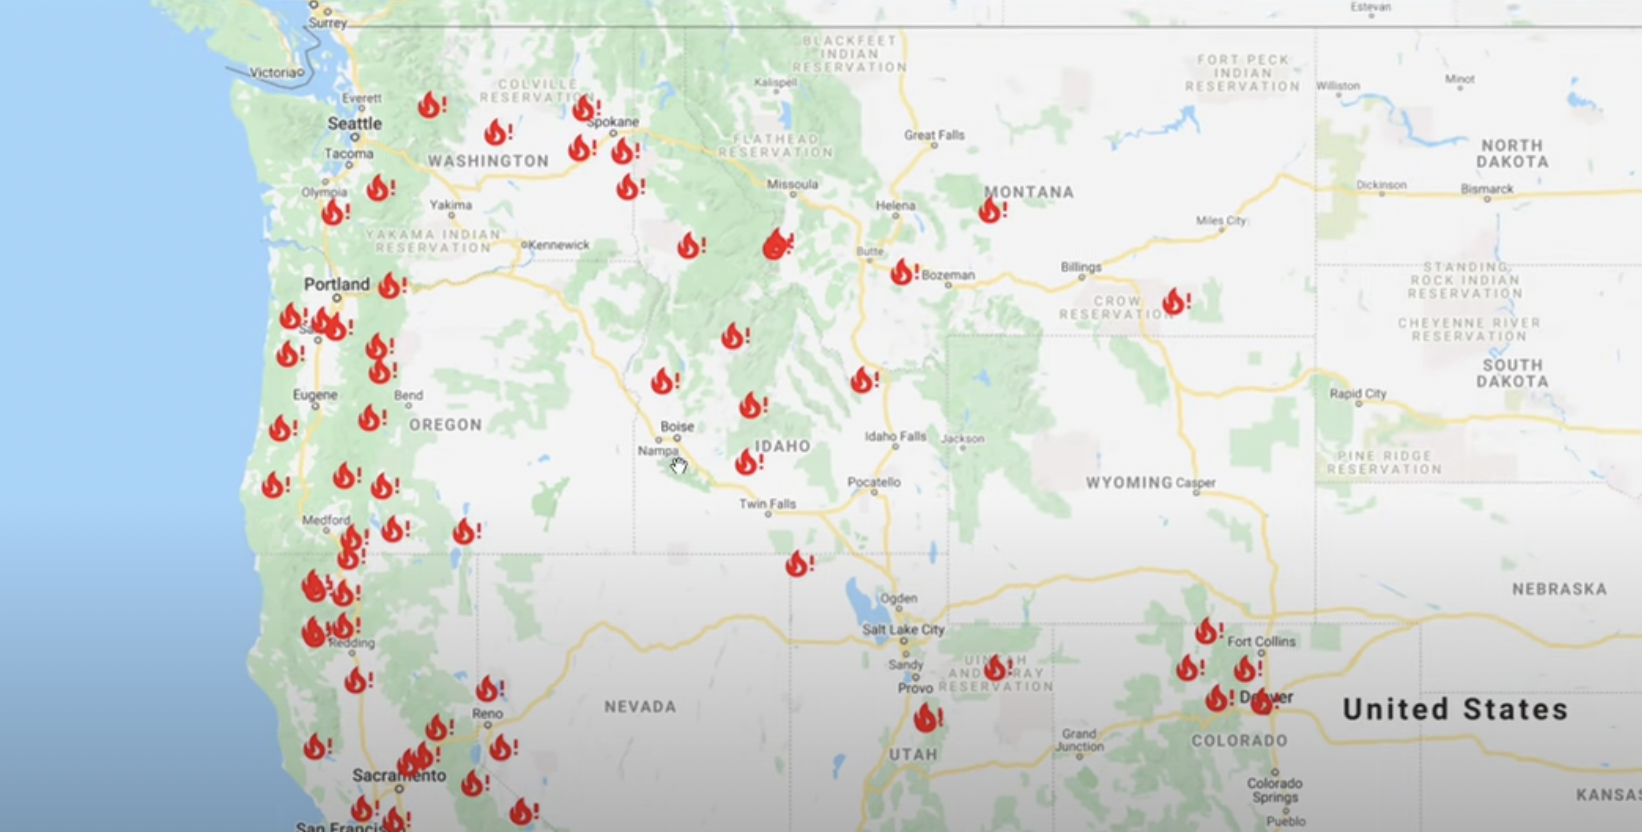 Estevan
Surrey
Victoria
BLACKFEET
INDIAN
RESERVATION
FORT PECK
INDIAN
RESERVATION
Kalispell
Williston
Minot
COLVILLE
RESERVATION
Everett
Seattle
Spokane
Great Falls
Tacoma
WASHINGTON
FLATHEAD
RESERVATION
NORTH
DAKOTA
Olympia
Missoula
MONTANA
Dickinson
Bismarck
Yakima
Helena
Miles City
YAKAMA INDIAN
RESERVATION
Kennewick
Butte
Bozeman
Billings
STANDING
ROCK INDIAN
RESERVATION
Portland
CROW
RESERVATION
CHEYENNE RIVER
RESERVATION
Sa
SOUTH
DAKOTA
Eugene
Bend
Rapid City
OREGON
Boise
Nampa
IDAHO
Idaho Falls
Jackson
PINE RIDGE
RESERVATION
Pocatello
WYOMING
Casper
Twin Falls
Medford
NEBRASKA
Ogden
Salt Lake City
Fort Collins
Redding
Sandy
Provo
UIN AH
AND RAY
RESERVATION
Denver
United States
NEVADA
Reno
UTAH
Grand
Junction
COLORADO
Sacramento
Colorado
Springs
KANSAS
Pueblo
San Francis